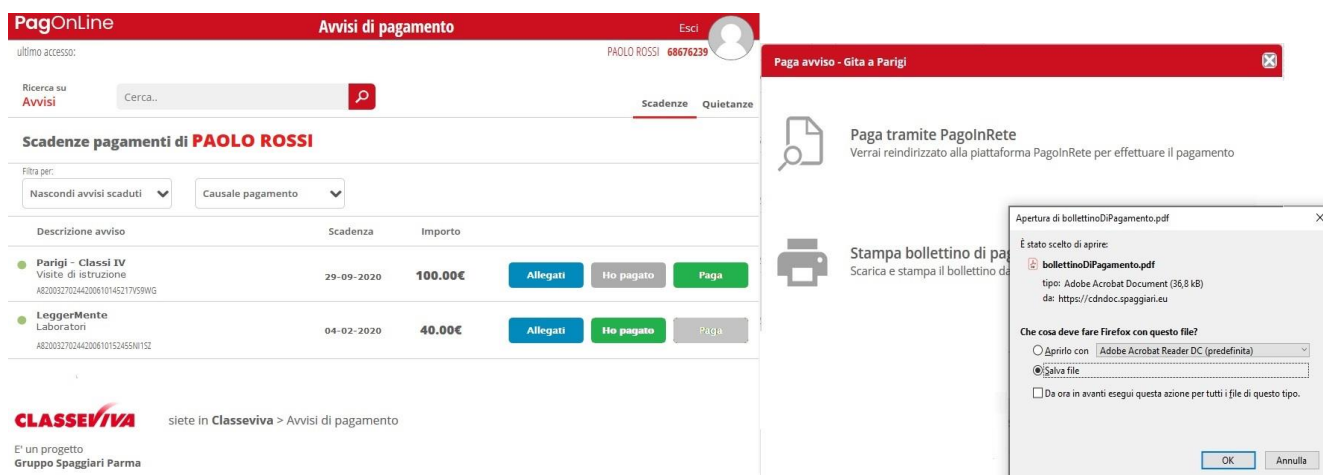 PagOnLine
Avvisi di pagamento
Esci
ultimo accesso:
PAOLO ROSSI 68676239
Ricerca su
Avvisi
Cerca..
Scadenze Quietanze
Scadenze pagamenti di PAOLO ROSSI
Filtra per:
Nascondi avvisi scaduti
Causale pagamento
Descrizione avviso Scadenza Importo
Parigi - Classi IV
Visite di istruzione
A82003270244200610145217VS9WG
29-09-2020 100.00€ Allegati Ho pagato Paga
LeggerMente
Laboratori
A82003270244200610152455NI1SZ
04-02-2020 40.00€ Allegati Ho pagato Paga
CLASSEVIVA
siete in Classeviva > Avvisi di pagamento
E' un progetto
Gruppo Spaggiari Parma
Paga avviso - Gita a Parigi
Paga tramite PagoInRete
Verrai reindirizzato alla piattaforma PagoInRete per effettuare il pagamento
Stampa bollettino di pag
Scarica e stampa il bollettino da
Apertura di bollettinoDiPagamento.pdf
È stato scelto di aprire:
bollettinoDiPagamento.pdf
tipo: Adobe Acrobat Document (36,8 kB)
da: https://cdndoc.spaggiari.eu
Che cosa deve fare Firefox con questo file?
Aprirlo con Adobe Acrobat Reader DC (predefinita)
Salva file
Da ora in avanti esegui questa azione per tutti i file di questo tipo.
OK Annulla